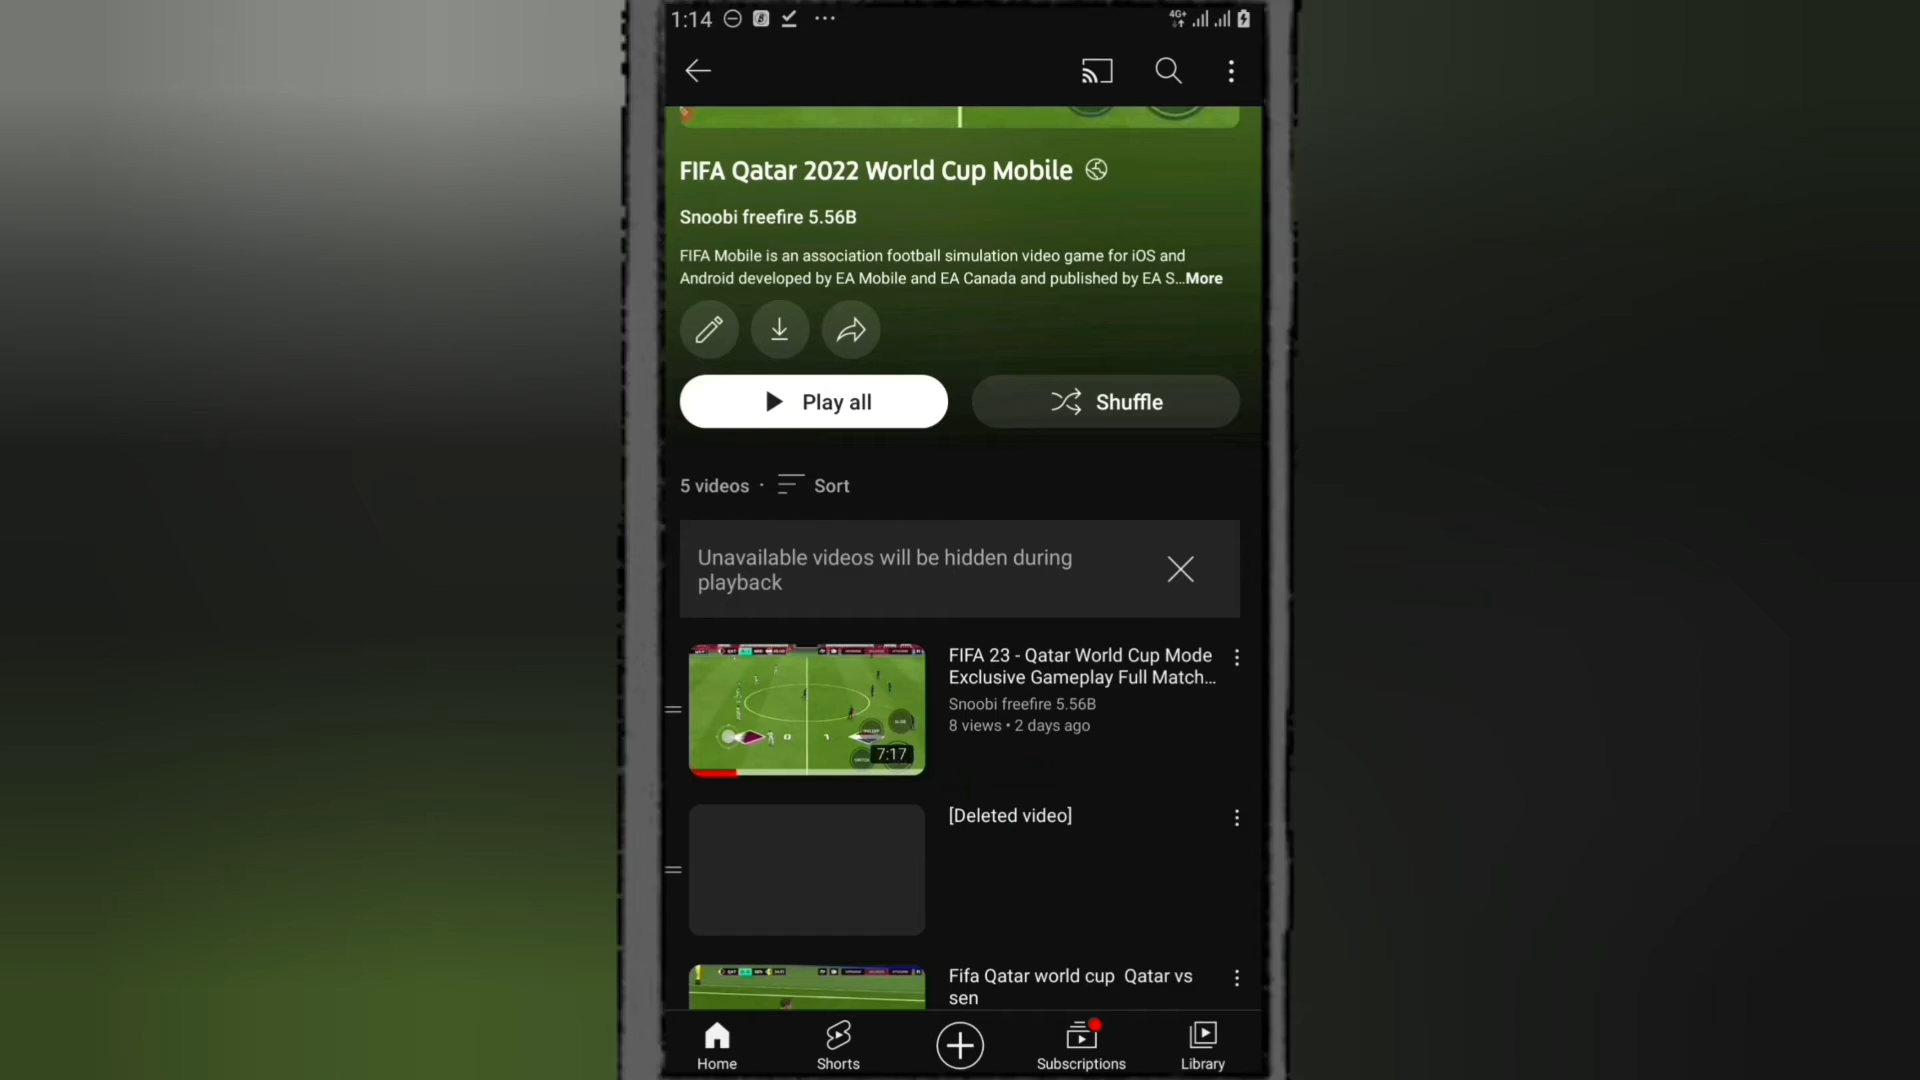 1:14
4G+
FIFA Qatar 2022 World Cup Mobile
Snoobi freefire 5.56B
FIFA Mobile is an association football simulation video game for iOS and
Android developed by EA Mobile and EA Canada and published by EA S...More
Play all
Shuffle
5 videos · Sort
Unavailable videos will be hidden during
playback
FIFA 23 - Qatar World Cup Mode
Exclusive Gameplay Full Match...
Snoobi freefire 5.56B
8 views • 2 days ago
7:17
[Deleted video]
Fifa Qatar world cup Qatar vs
sen
Home
Shorts
Subscriptions
Library